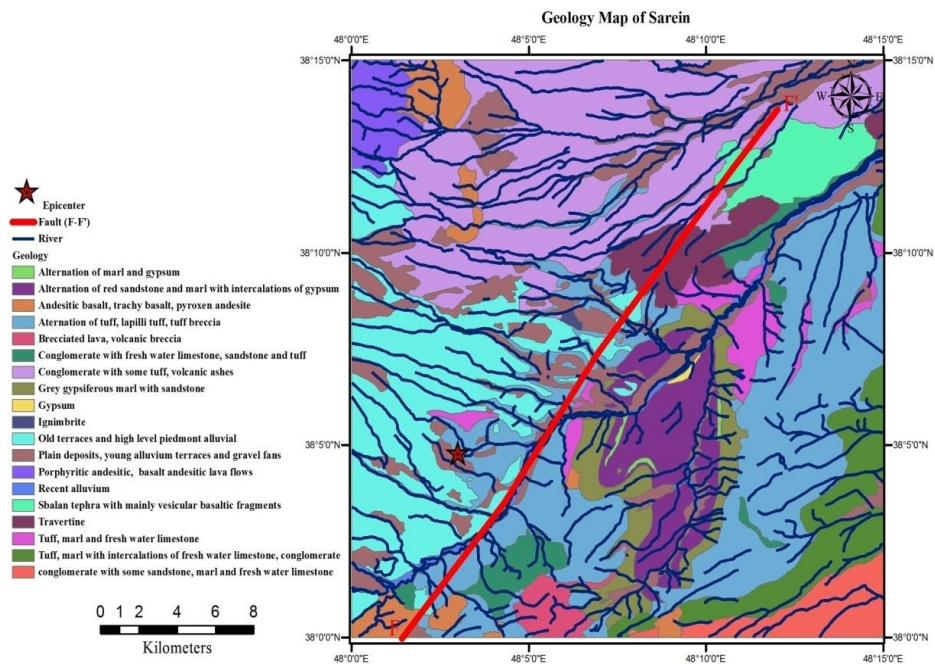 Geology Map of Sarein
48°0'0"E
48°5'0"E
48°10'0"E
48°15'0"E
38°15'0"N
38°15'0"N
N
W
E
S
F'
38°10'0"N
38°10'0"N
38°5'0"N
38°5'0"N
F
38°0'0"N
38°0'0"N
48°0'0"E
48°5'0"E
48°10'0"E
48°15'0"E
Epicenter
Fault (F-F')
River
Geology
Alternation of marl and gypsum
Alternation of red sandstone and marl with intercalations of gypsum
Andesitic basalt, trachy basalt, pyroxen andesite
Aternation of tuff, lapilli tuff, tuff breccia
Brecciated lava, volcanic breccia
Conglomerate with fresh water limestone, sandstone and tuff
Conglomerate with some tuff, volcanic ashes
Grey gypsiferous marl with sandstone
Gypsum
Ignimbrite
Old terraces and high level piedmont alluvial
Plain deposits, young alluvium terraces and gravel fans
Porphyritic andesitic, basalt andesitic lava flows
Recent alluvium
Sbalan tephra with mainly vesicular basaltic fragments
Travertine
Tuff, marl and fresh water limestone
Tuff, marl with intercalations of fresh water limestone, conglomerate
conglomerate with some sandstone, marl and fresh water limestone
0 1 2 4 6 8
Kilometers